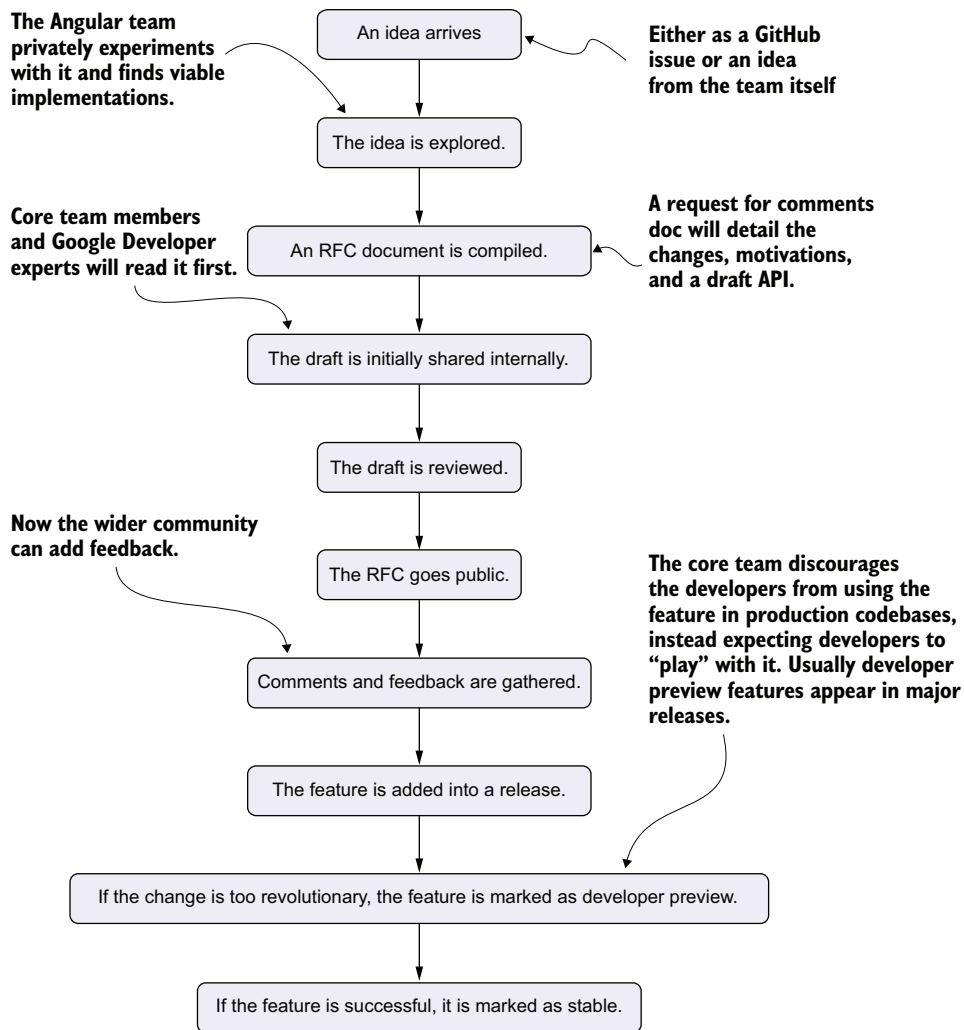 The Angular team
privately experiments
with it and finds viable
implementations.
An idea arrives
Either as a GitHub
issue or an idea
from the team itself
The idea is explored.
Core team members
and Google Developer
experts will read it first.
An RFC document is compiled.
A request for comments
doc will detail the
changes, motivations,
and a draft API.
The draft is initially shared internally.
The draft is reviewed.
Now the wider community
can add feedback.
The RFC goes public.
The core team discourages
the developers from using the
feature in production codebases,
instead expecting developers to
“play” with it. Usually developer
preview features appear in major
releases.
Comments and feedback are gathered.
The feature is added into a release.
If the change is too revolutionary, the feature is marked as developer preview.
If the feature is successful, it is marked as stable.